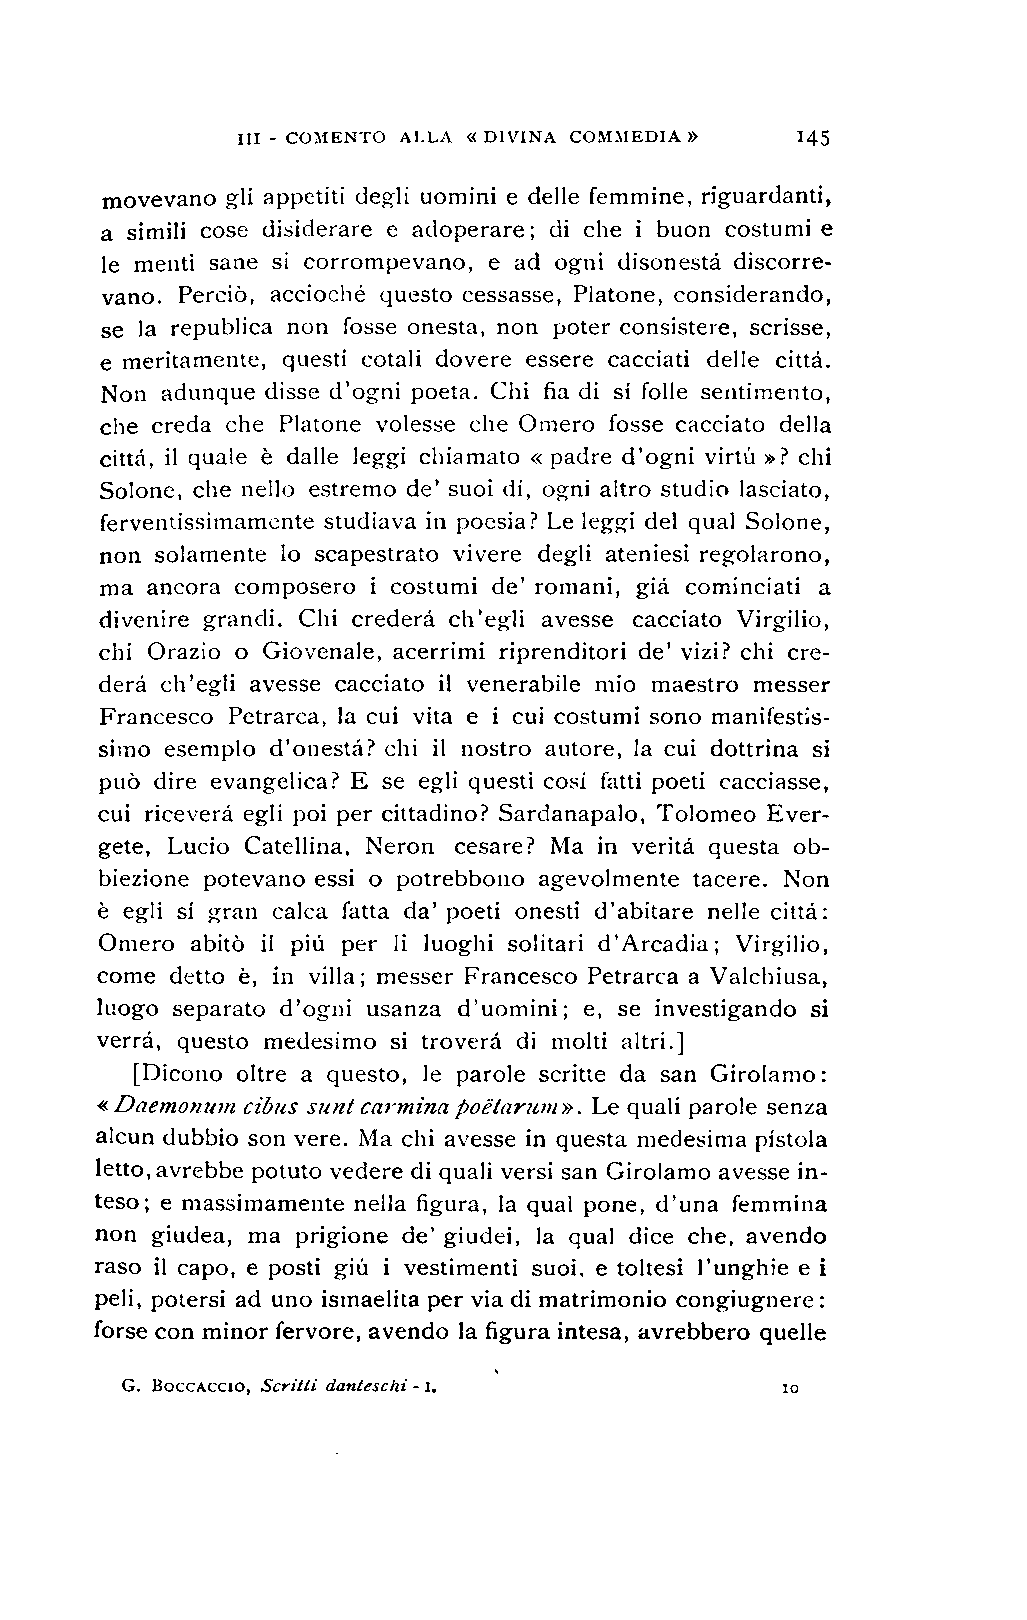 III - COMENTO ALLA « DIVINA COMMEDIA » 145
movevano gli appetiti degli uomini e delle femmine, riguardanti,
a simili cose disiderare e adoperare; di che i buon costumi e
le menti sane si corrompevano, e ad ogni disonestá discorre-
vano. Perciò, accioché questo cessasse, Platone, considerando,
se la republica non fosse onesta, non poter consistere, scrisse,
e meritamente, questi cotali dovere essere cacciati delle cittá.
Non adunque disse d'ogni poeta. Chi fia di sí folle sentimento,
che creda che Platone volesse che Omero fosse cacciato della
cittá, il quale è dalle leggi chiamato « padre d'ogni virtú »? chi
Solone, che nello estremo de' suoi dí, ogni altro studio lasciato,
ferventissimamente studiava in poesia? Le leggi del qual Solone,
non solamente lo scapestrato vivere degli ateniesi regolarono,
ma ancora composero i costumi de' romani, giá cominciati a
divenire grandi. Chi crederá ch'egli avesse cacciato Virgilio,
chi Orazio o Giovenale, acerrimi riprenditori de' vizi? chi cre-
derá ch'egli avesse cacciato il venerabile mio maestro messer
Francesco Petrarca, la cui vita e i cui costumi sono manifestis-
simo esemplo d'onestá? chi il nostro autore, la cui dottrina si
può dire evangelica? E se egli questi cosí fatti poeti cacciasse,
cui riceverá egli poi per cittadino? Sardanapalo, Tolomeo Ever-
gete, Lucio Catellina, Neron cesare? Ma in veritá questa ob-
biezione potevano essi o potrebbono agevolmente tacere. Non
è egli sí gran calca fatta da' poeti onesti d'abitare nelle cittá:
Omero abitò il piú per li luoghi solitari d'Arcadia; Virgilio,
come detto è, in villa; messer Francesco Petrarca a Valchiusa,
luogo separato d'ogni usanza d'uomini; e, se investigando si
verrá, questo medesimo si troverá di molti altri.]
[Dicono oltre a questo, le parole scritte da san Girolamo:
« Daemonum cibus sunt carmina poëtarum ». Le quali parole senza
alcun dubbio son vere. Ma chi avesse in questa medesima pístola
letto, avrebbe potuto vedere di quali versi san Girolamo avesse in-
teso; e massimamente nella figura, la qual pone, d'una femmina
non giudea, ma prigione de' giudei, la qual dice che, avendo
raso il capo, e posti giú i vestimenti suoi, e toltesi l'unghie e i
peli, potersi ad uno ismaelita per via di matrimonio congiugnere:
forse con minor fervore, avendo la figura intesa, avrebbero quelle
G. BOCCACCIO, Scritti danteschi - I. 10